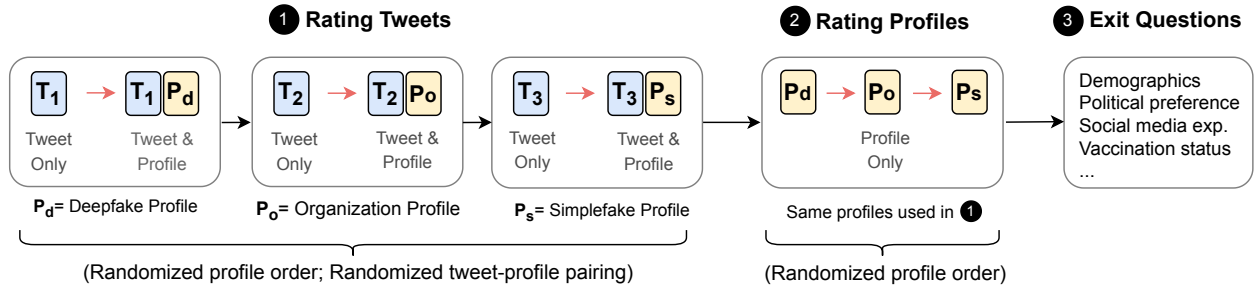 1 Rating Tweets
2 Rating Profiles
3 Exit Questions
T1 T1 Pd
Tweet Only
Tweet & Profile
T2 T2 Po
Tweet Only
Tweet & Profile
T3 T3 Ps
Tweet Only
Tweet & Profile
Pd Po Ps
Profile Only
Demographics
Political preference
Social media exp.
Vaccination status
...
Pd= Deepfake Profile
Po= Organization Profile
Ps= Simplefake Profile
Same profiles used in 1
(Randomized profile order; Randomized tweet-profile pairing)
(Randomized profile order)